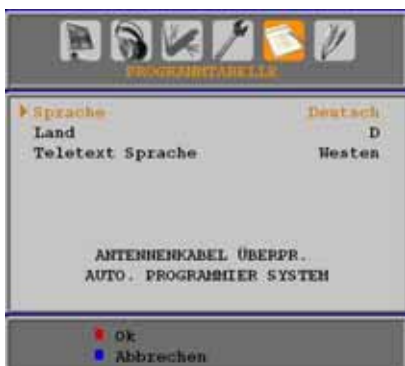 PROGRAMMTABELLE
Sprache Deutsch
Land D
Teletext Sprache Westen
ANTENNENKABEL ÜBERPR.
AUTO. PROGRAMMIER SYSTEM
Ok
Abbrechen